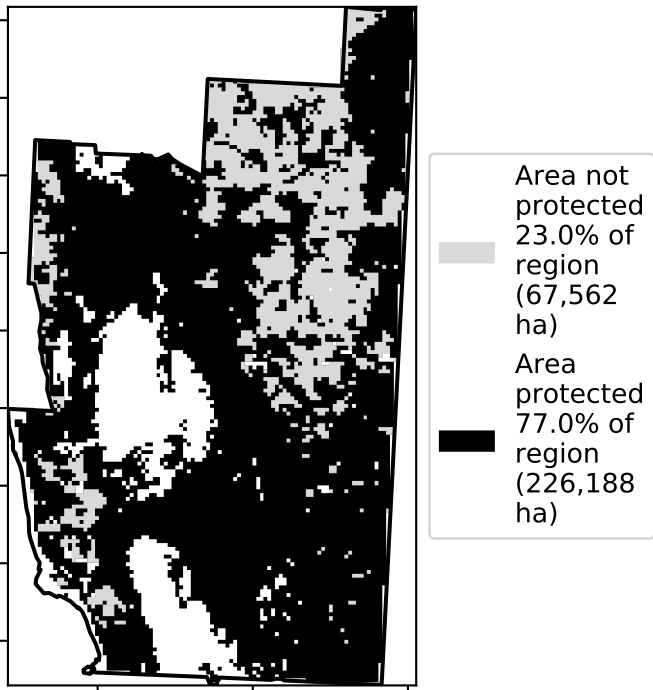 Area not
protected
23.0% of
region
(67,562
ha)
Area
protected
77.0% of
region
(226,188
ha)